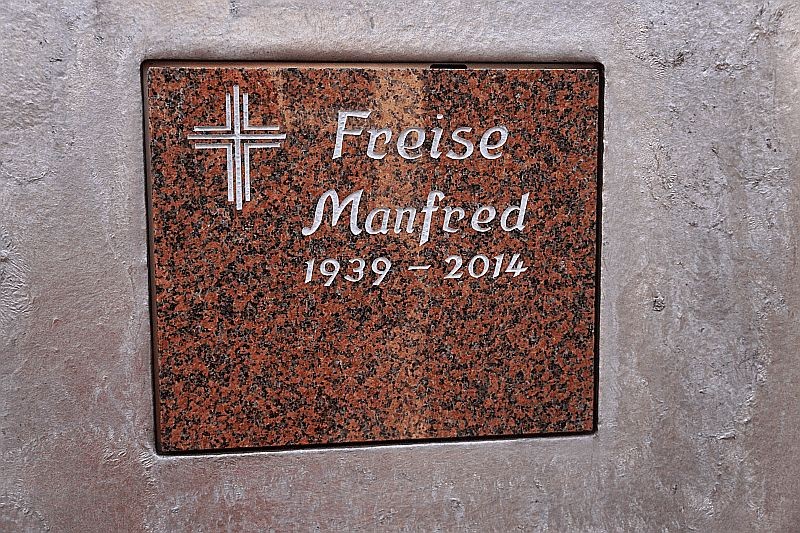 Freise
Manfred
1939 – 2014